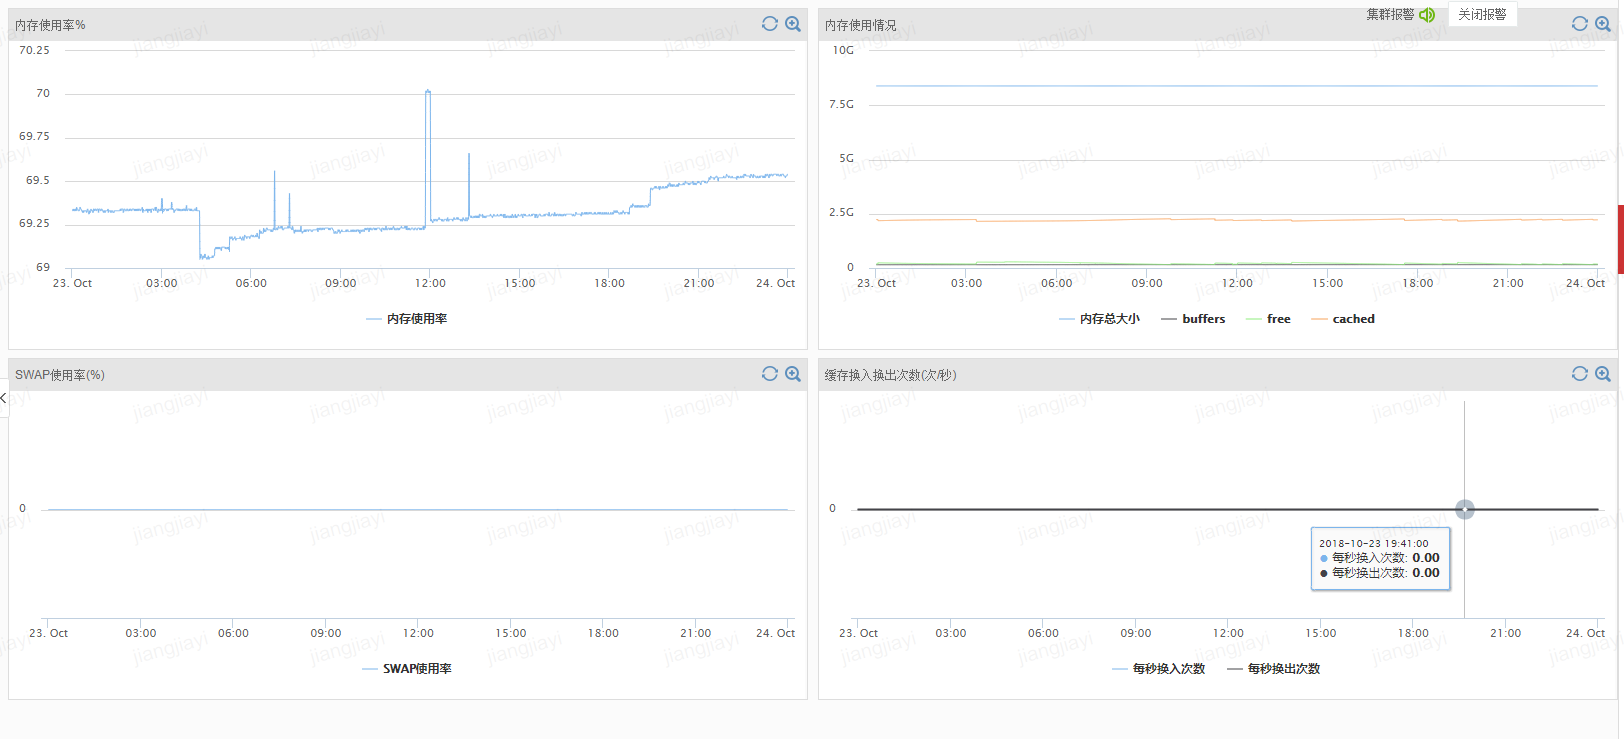 集群报警 关闭报警
内存使用率%
70.25
70
69.75
69.5
69.25
69
23. Oct 03:00 06:00 09:00 12:00 15:00 18:00 21:00 24. Oct
内存使用率
内存使用情况
10G
7.5G
5G
2.5G
0
23. Oct 03:00 06:00 09:00 12:00 15:00 18:00 21:00 24. Oct
内存总大小 buffers free cached
SWAP使用率(%)
0
23. Oct 03:00 06:00 09:00 12:00 15:00 18:00 21:00 24. Oct
SWAP使用率
缓存换入换出次数(次/秒)
0
2018-10-23 19:41:00
每秒换入次数: 0.00
每秒换出次数: 0.00
23. Oct 03:00 06:00 09:00 12:00 15:00 18:00 21:00 24. Oct
每秒换入次数 每秒换出次数
jiangjiayi